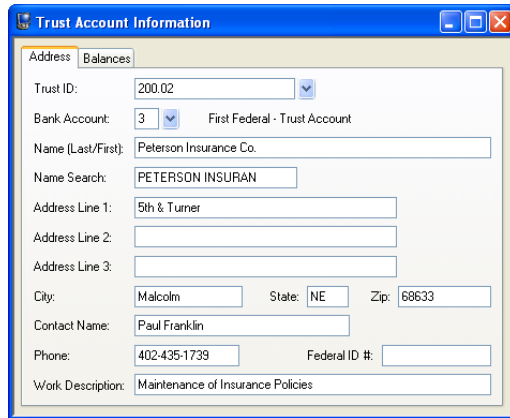 Trust Account Information
Address Balances
Trust ID: 200.02
Bank Account: 3 First Federal - Trust Account
Name (Last/First): Peterson Insurance Co.
Name Search: PETERSON INSURAN
Address Line 1: 5th & Turner
Address Line 2:
Address Line 3:
City: Malcolm State: NE Zip: 68633
Contact Name: Paul Franklin
Phone: 402-435-1739 Federal ID #:
Work Description: Maintenance of Insurance Policies